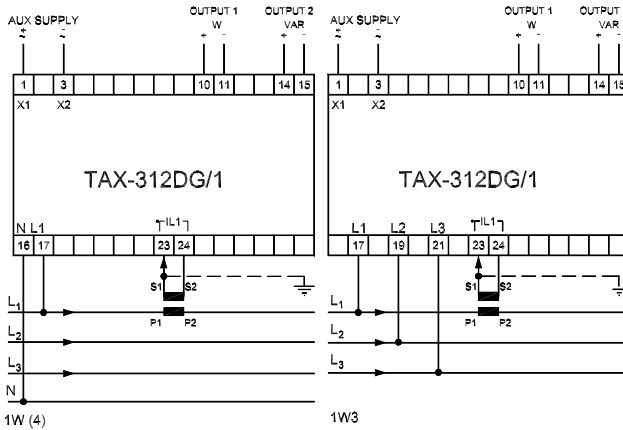 OUTPUT 1 OUTPUT 2
AUX SUPPLY W VAR
+ - + - + -
~ ~
1 3 10 11 14 15
X1 X2
TAX-312DG/1
N L1 IL1
16 17 23 24
S1 S2
L1
P1 P2
L2
L3
N
1W (4)
OUTPUT 1 OUTPUT
AUX SUPPLY W VAR
+ - + - + -
~ ~
1 3 10 11 14 15
X1 X2
TAX-312DG/1
L1 L2 L3 IL1
17 19 21 23 24
S1 S2
L1
P1 P2
L2
L3
1W3